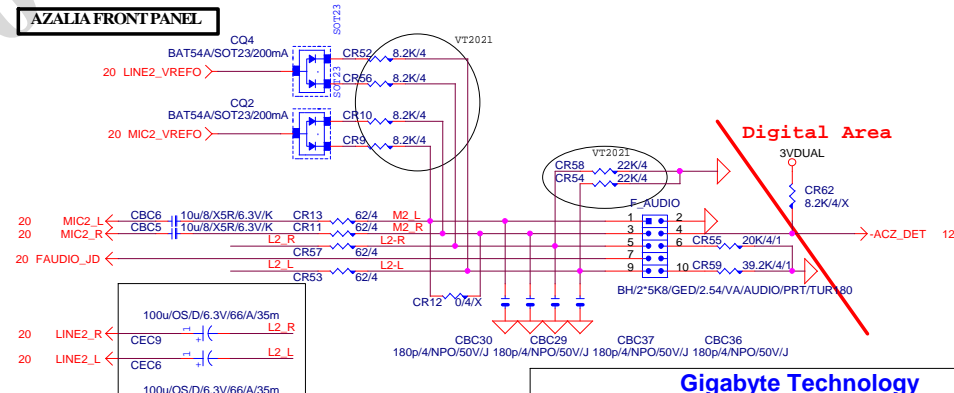 AZALIA FRONT PANEL
SOT23
CQ4
BAT54A/SOT23/200mA
CR52 8.2K/4
VT2021
20 LINE2_VREFO
SOT23
CR56 8.2K/4
CQ2
BAT54A/SOT23/200mA
CR10 8.2K/4
20 MIC2_VREFO
CR9 8.2K/4
Digital Area
3VDUAL
VT2021
CR58 22K/4
CR54 22K/4
CR62
8.2K/4/X
F_AUDIO
20 MIC2_L CBC6 10u/8/X5R/6.3V/K CR13 62/4 M2_L 1 2
20 MIC2_R CBC5 10u/8/X5R/6.3V/K CR11 62/4 M2_R 3 4 -ACZ_DET 12
L2_R L2-R 5 6 CR55 20K/4/1
20 FAUDIO_JD CR57 62/4 7 8
L2_L L2-L 9 10 CR59 39.2K/4/1
CR53 62/4
CR12 0/4/X
BH/2*5K8/GED/2.54/VA/AUDIO/PRT/TUR180
100u/OS/D/6.3V/66/A/35m
20 LINE2_R 1 + L2_R
CEC9
20 LINE2_L 1 + L2_L
CEC6
CBC30 CBC29 CBC37 CBC36
180p/4/NPO/50V/J 180p/4/NPO/50V/J 180p/4/NPO/50V/J 180p/4/NPO/50V/J
100u/OS/D/6.3V/66/A/35m
Gigabyte Technology